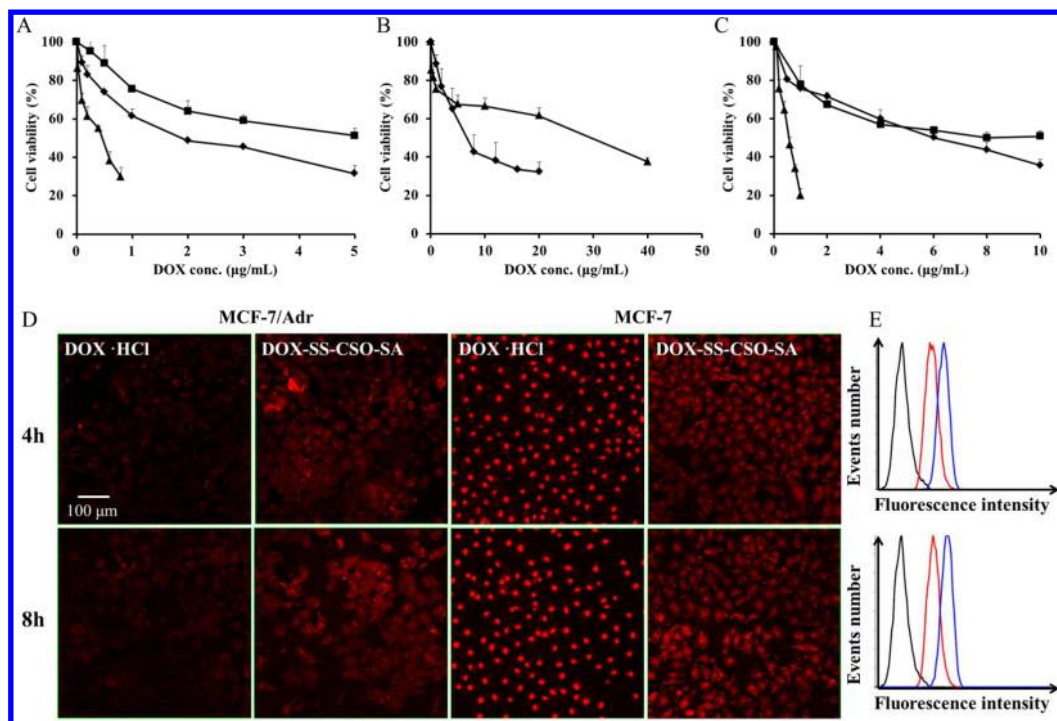 A
B
C
100
80
60
40
20
0
Cell viability (%)
0 1 2 3 4 5
DOX conc. (μg/mL)
100
80
60
40
20
0
Cell viability (%)
0 10 20 30 40 50
DOX conc. (μg/mL)
100
80
60
40
20
0
Cell viability (%)
0 2 4 6 8 10
DOX conc. (μg/mL)
D
MCF-7/Adr
MCF-7
DOX ·HCl
DOX-SS-CSO-SA
DOX ·HCl
DOX-SS-CSO-SA
4h
100 μm
8h
E
Events number
Fluorescence intensity
Events number
Fluorescence intensity